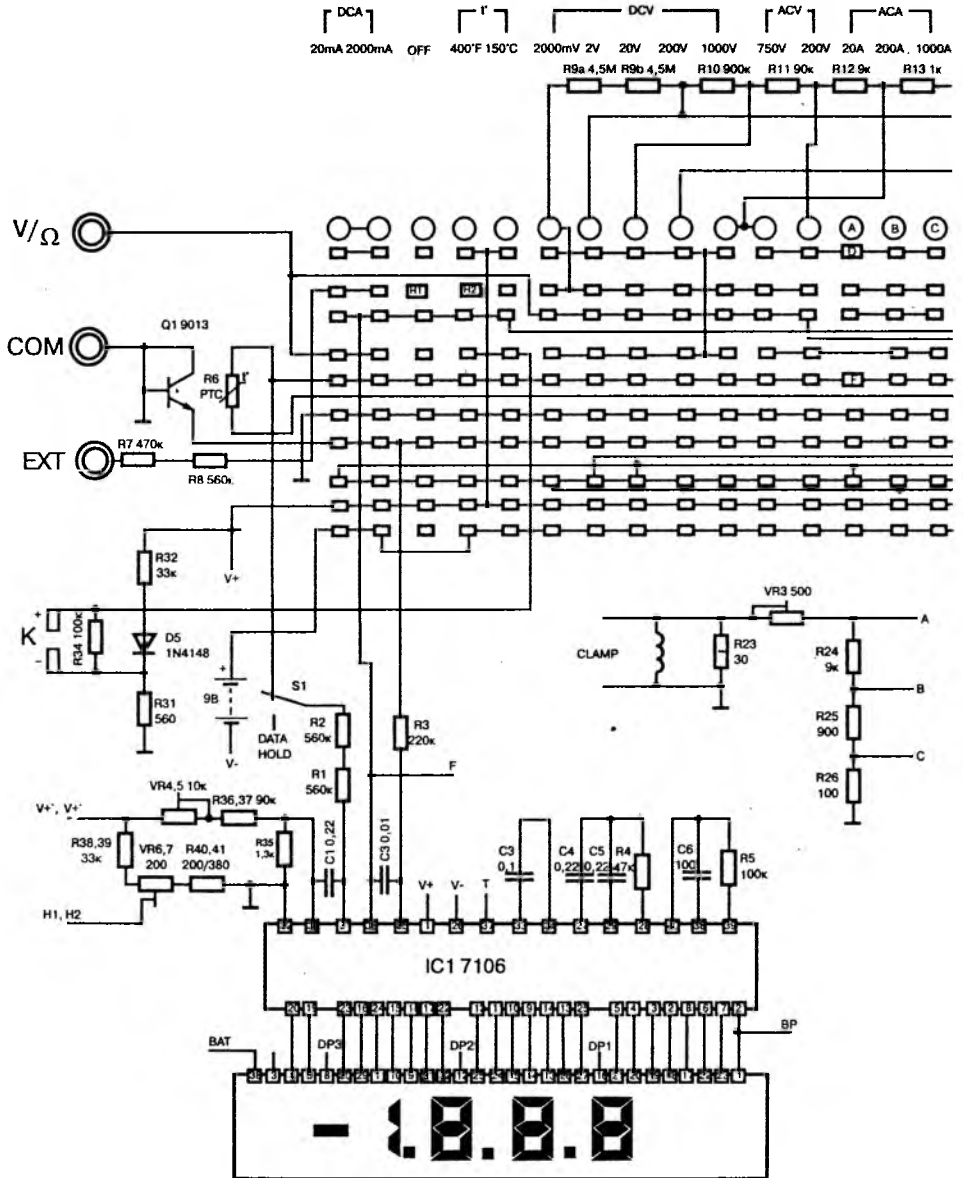 DCA t° DCV ACV ACA
20mA 2000mA OFF 400°F 150°C 2000mV 2V 20V 200V 1000V 750V 200V 20A 200A 1000A
R9a 4,5M R9b 4,5M R10 900к R11 90к R12 9к R13 1к
V/Ω
A B C
D
H1 H2
Q1 9013
COM
R6
PTC
t°
F
EXT
R7 470к
R8 560к
R32
33к
V+
K
+
−
R34 100к
D5
1N4148
R31
560
+
9В
V-
S1
DATA
HOLD
R2
560к
R1
560к
R3
220к
F
VR3 500
A
CLAMP
R23
30
R24
9к
B
R25
900
C
R26
100
V+', V+'
VR4,5 10к
R36,37 90к
R38,39
33к
VR6,7
200
R40,41
200/380
R35
1,3к
H1, H2
C1 0,22
C3 0,01
V+
V-
T
C3
0,1
C4
0,22
C5
0,22
R4
47к
C6
100
R5
100к
IC1 7106
BP
BAT
DP3
DP2
DP1
-1.8.8.8